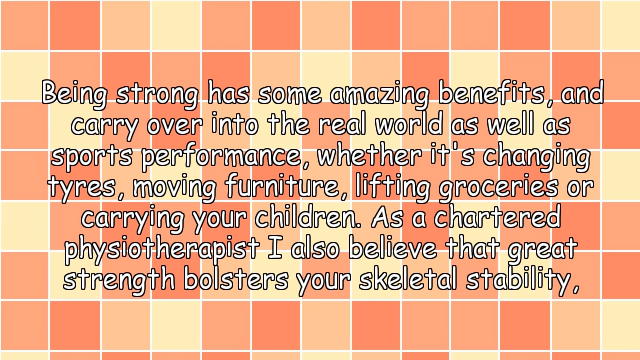 Being strong has some amazing benefits, and
carry over into the real world as well as
sports performance, whether it's changing
tyres, moving furniture, lifting groceries or
carrying your children. As a chartered
physiotherapist I also believe that great
strength bolsters your skeletal stability,